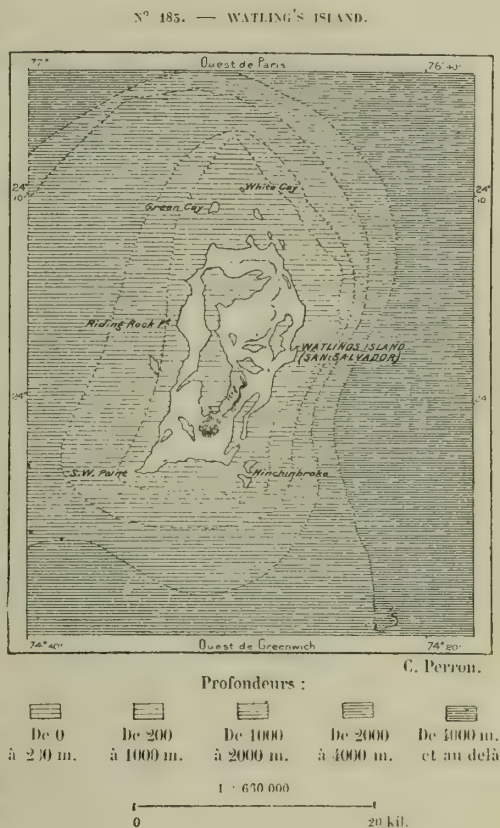 N° 185. — WATLING'S ISLAND.
77° Ouest de Paris 76°40'
White Cay
24° 10' 24° 10'
Green Cay
Riding Rock Pt
WATLINGS ISLAND
(SAN SALVADOR)
24° 24°
S.W. Point Hinchinbroke
74°40' Ouest de Greenwich 74°20'
C. Perron.
Profondeurs :
De 0 De 200 De 1000 De 2000 De 4000 m.
à 200 m. à 1000 m. à 2000 m. à 4000 m. et au delà
1 : 630 000
0 20 kil.